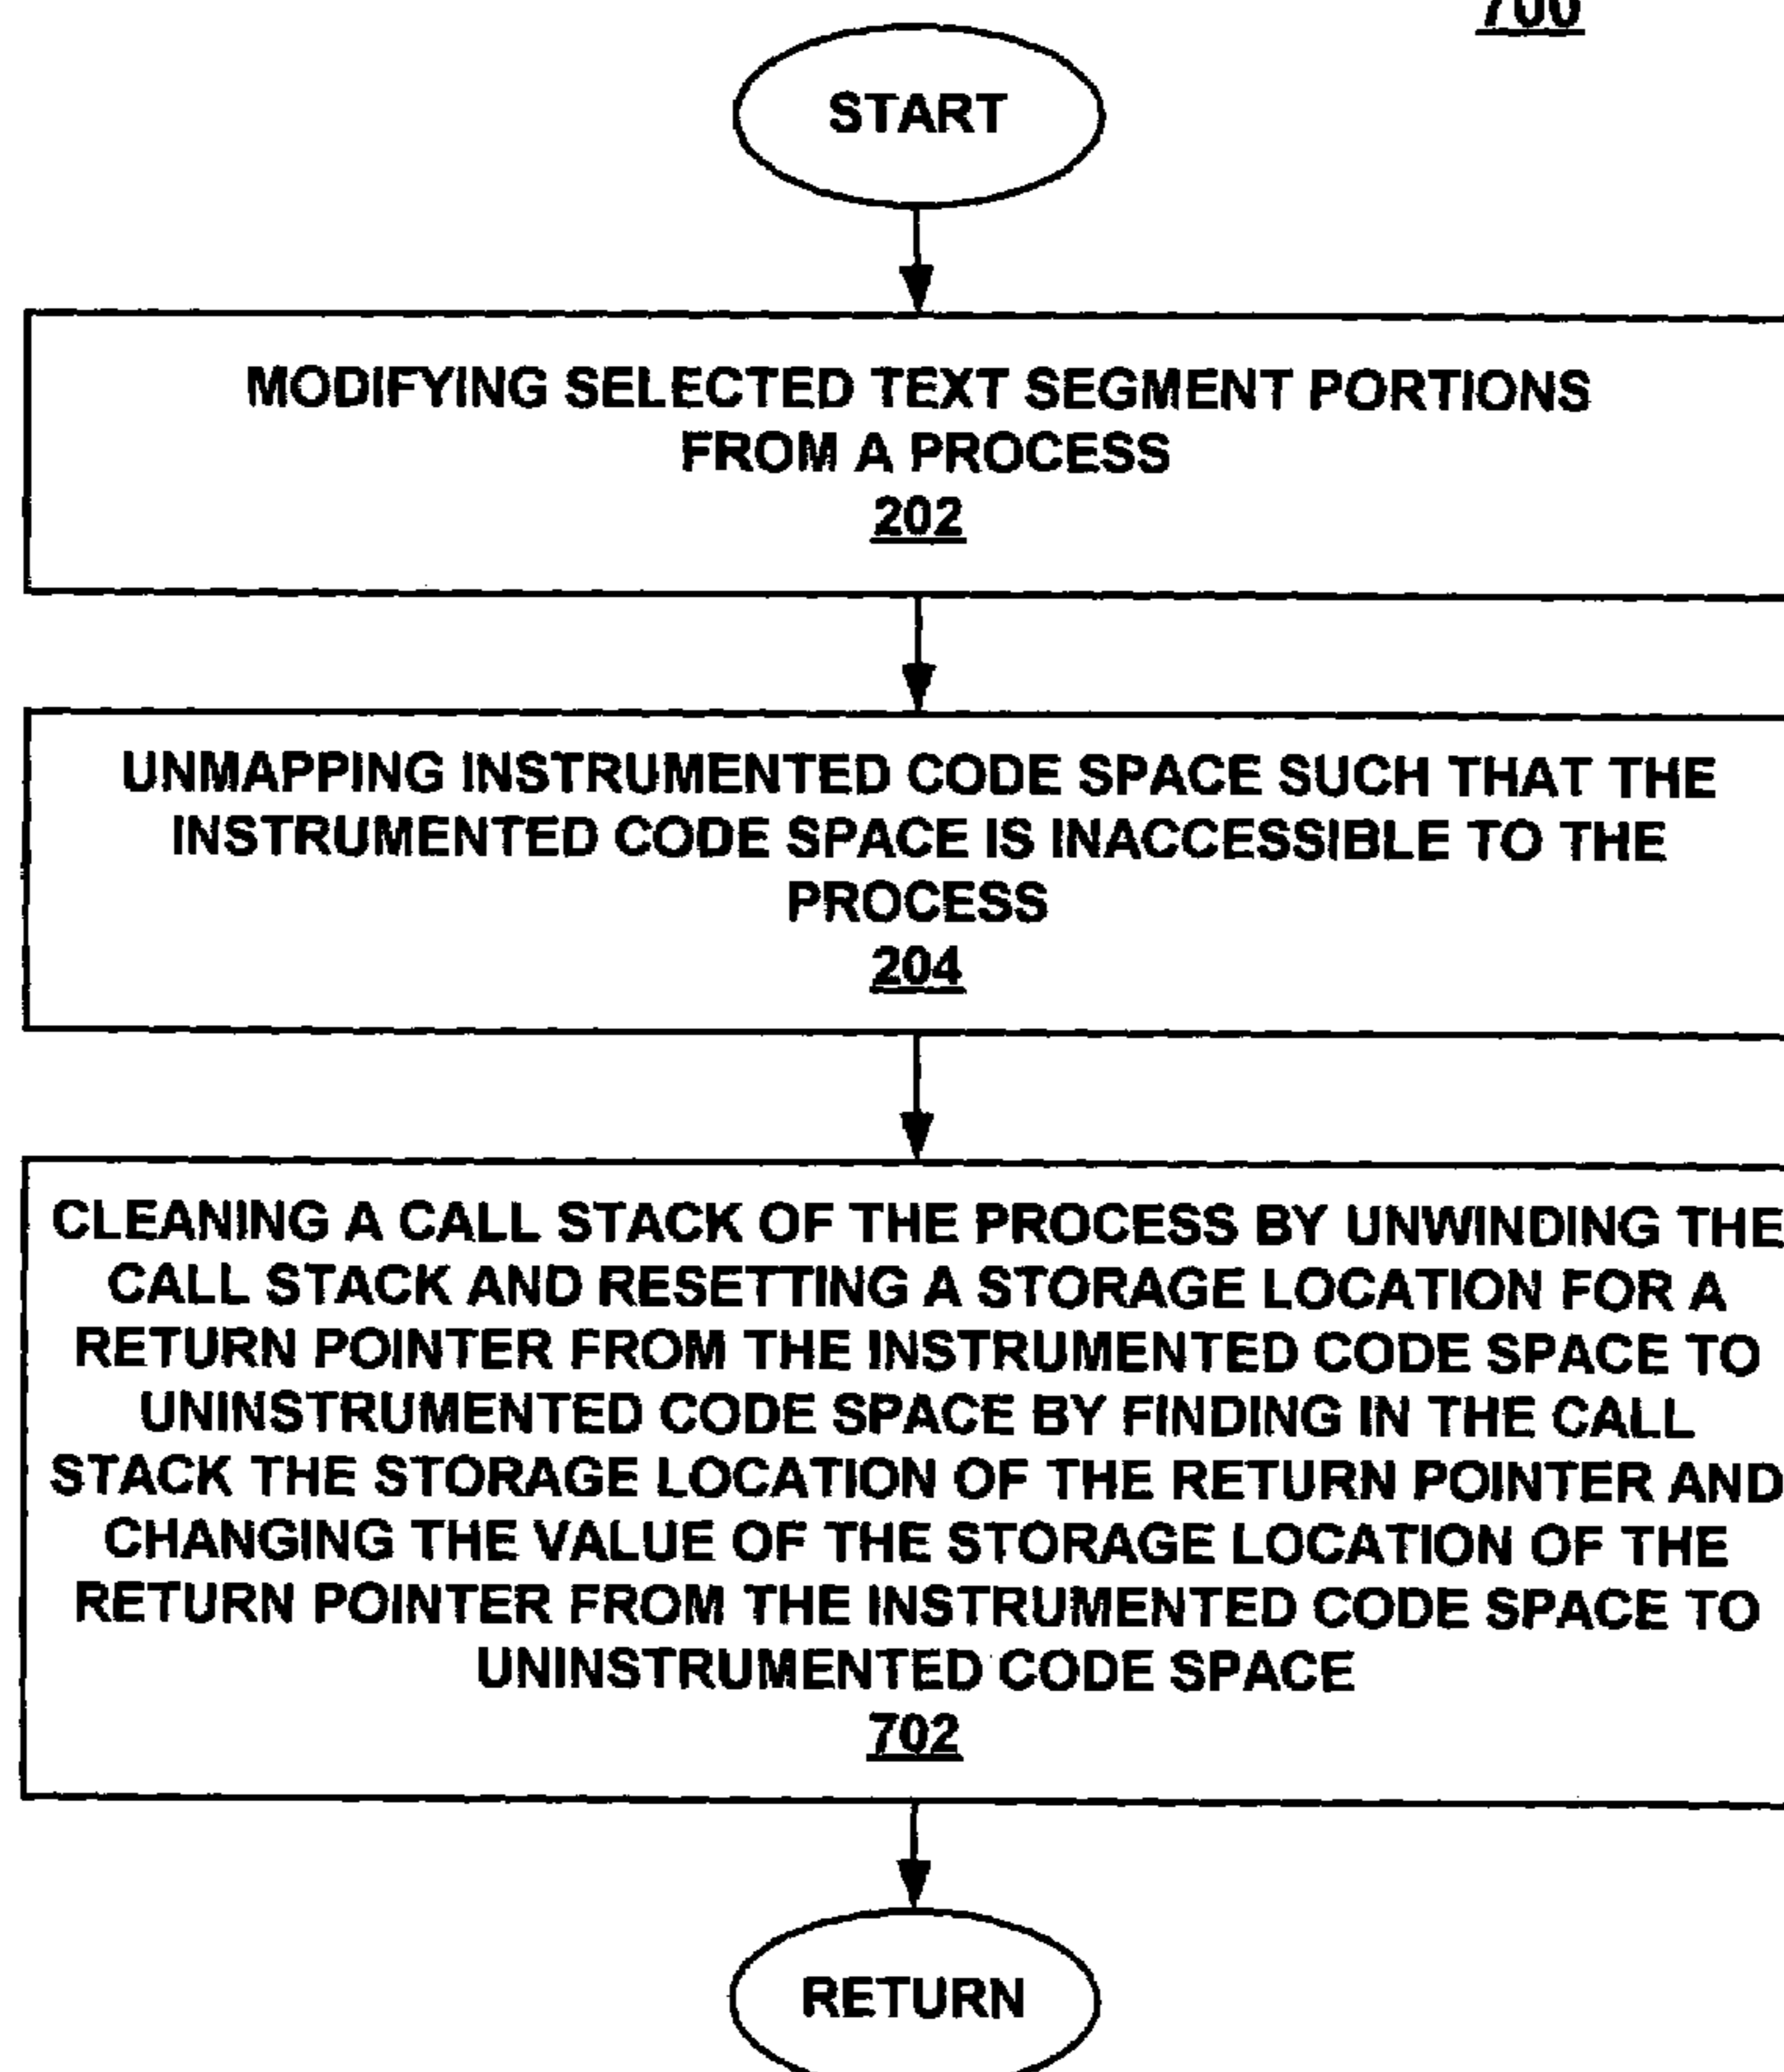 700
START
MODIFYING SELECTED TEXT SEGMENT PORTIONS
FROM A PROCESS
202
UNMAPPING INSTRUMENTED CODE SPACE SUCH THAT THE
INSTRUMENTED CODE SPACE IS INACCESSIBLE TO THE
PROCESS
204
CLEANING A CALL STACK OF THE PROCESS BY UNWINDING THE
CALL STACK AND RESETTING A STORAGE LOCATION FOR A
RETURN POINTER FROM THE INSTRUMENTED CODE SPACE TO
UNINSTRUMENTED CODE SPACE BY FINDING IN THE CALL
STACK THE STORAGE LOCATION OF THE RETURN POINTER AND
CHANGING THE VALUE OF THE STORAGE LOCATION OF THE
RETURN POINTER FROM THE INSTRUMENTED CODE SPACE TO
UNINSTRUMENTED CODE SPACE
702
RETURN